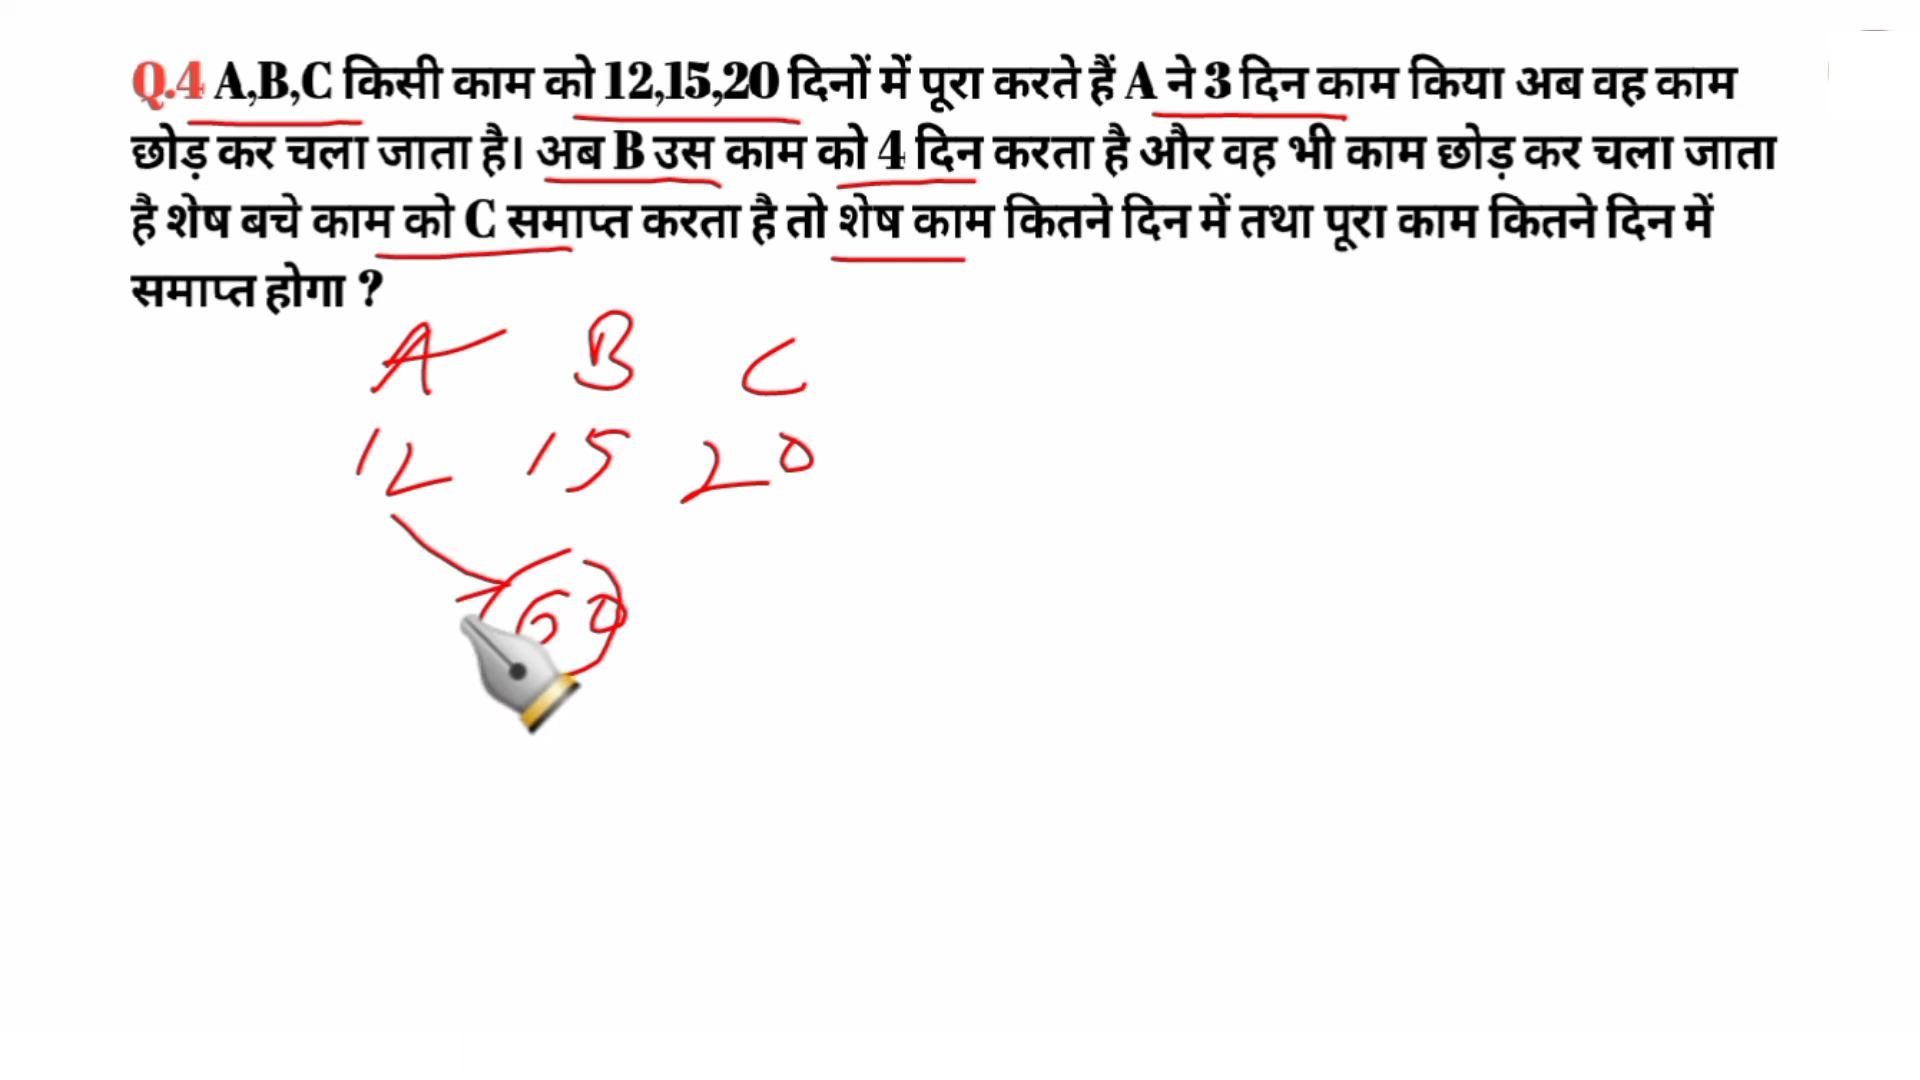 Q.4 A,B,C किसी काम को 12,15,20 दिनों में पूरा करते हैं A ने 3 दिन काम किया अब वह काम
छोड़ कर चला जाता है। अब B उस काम को 4 दिन करता है और वह भी काम छोड़ कर चला जाता
है शेष बचे काम को C समाप्त करता है तो शेष काम कितने दिन में तथा पूरा काम कितने दिन में
समाप्त होगा ?
A B C
12 15 20
60